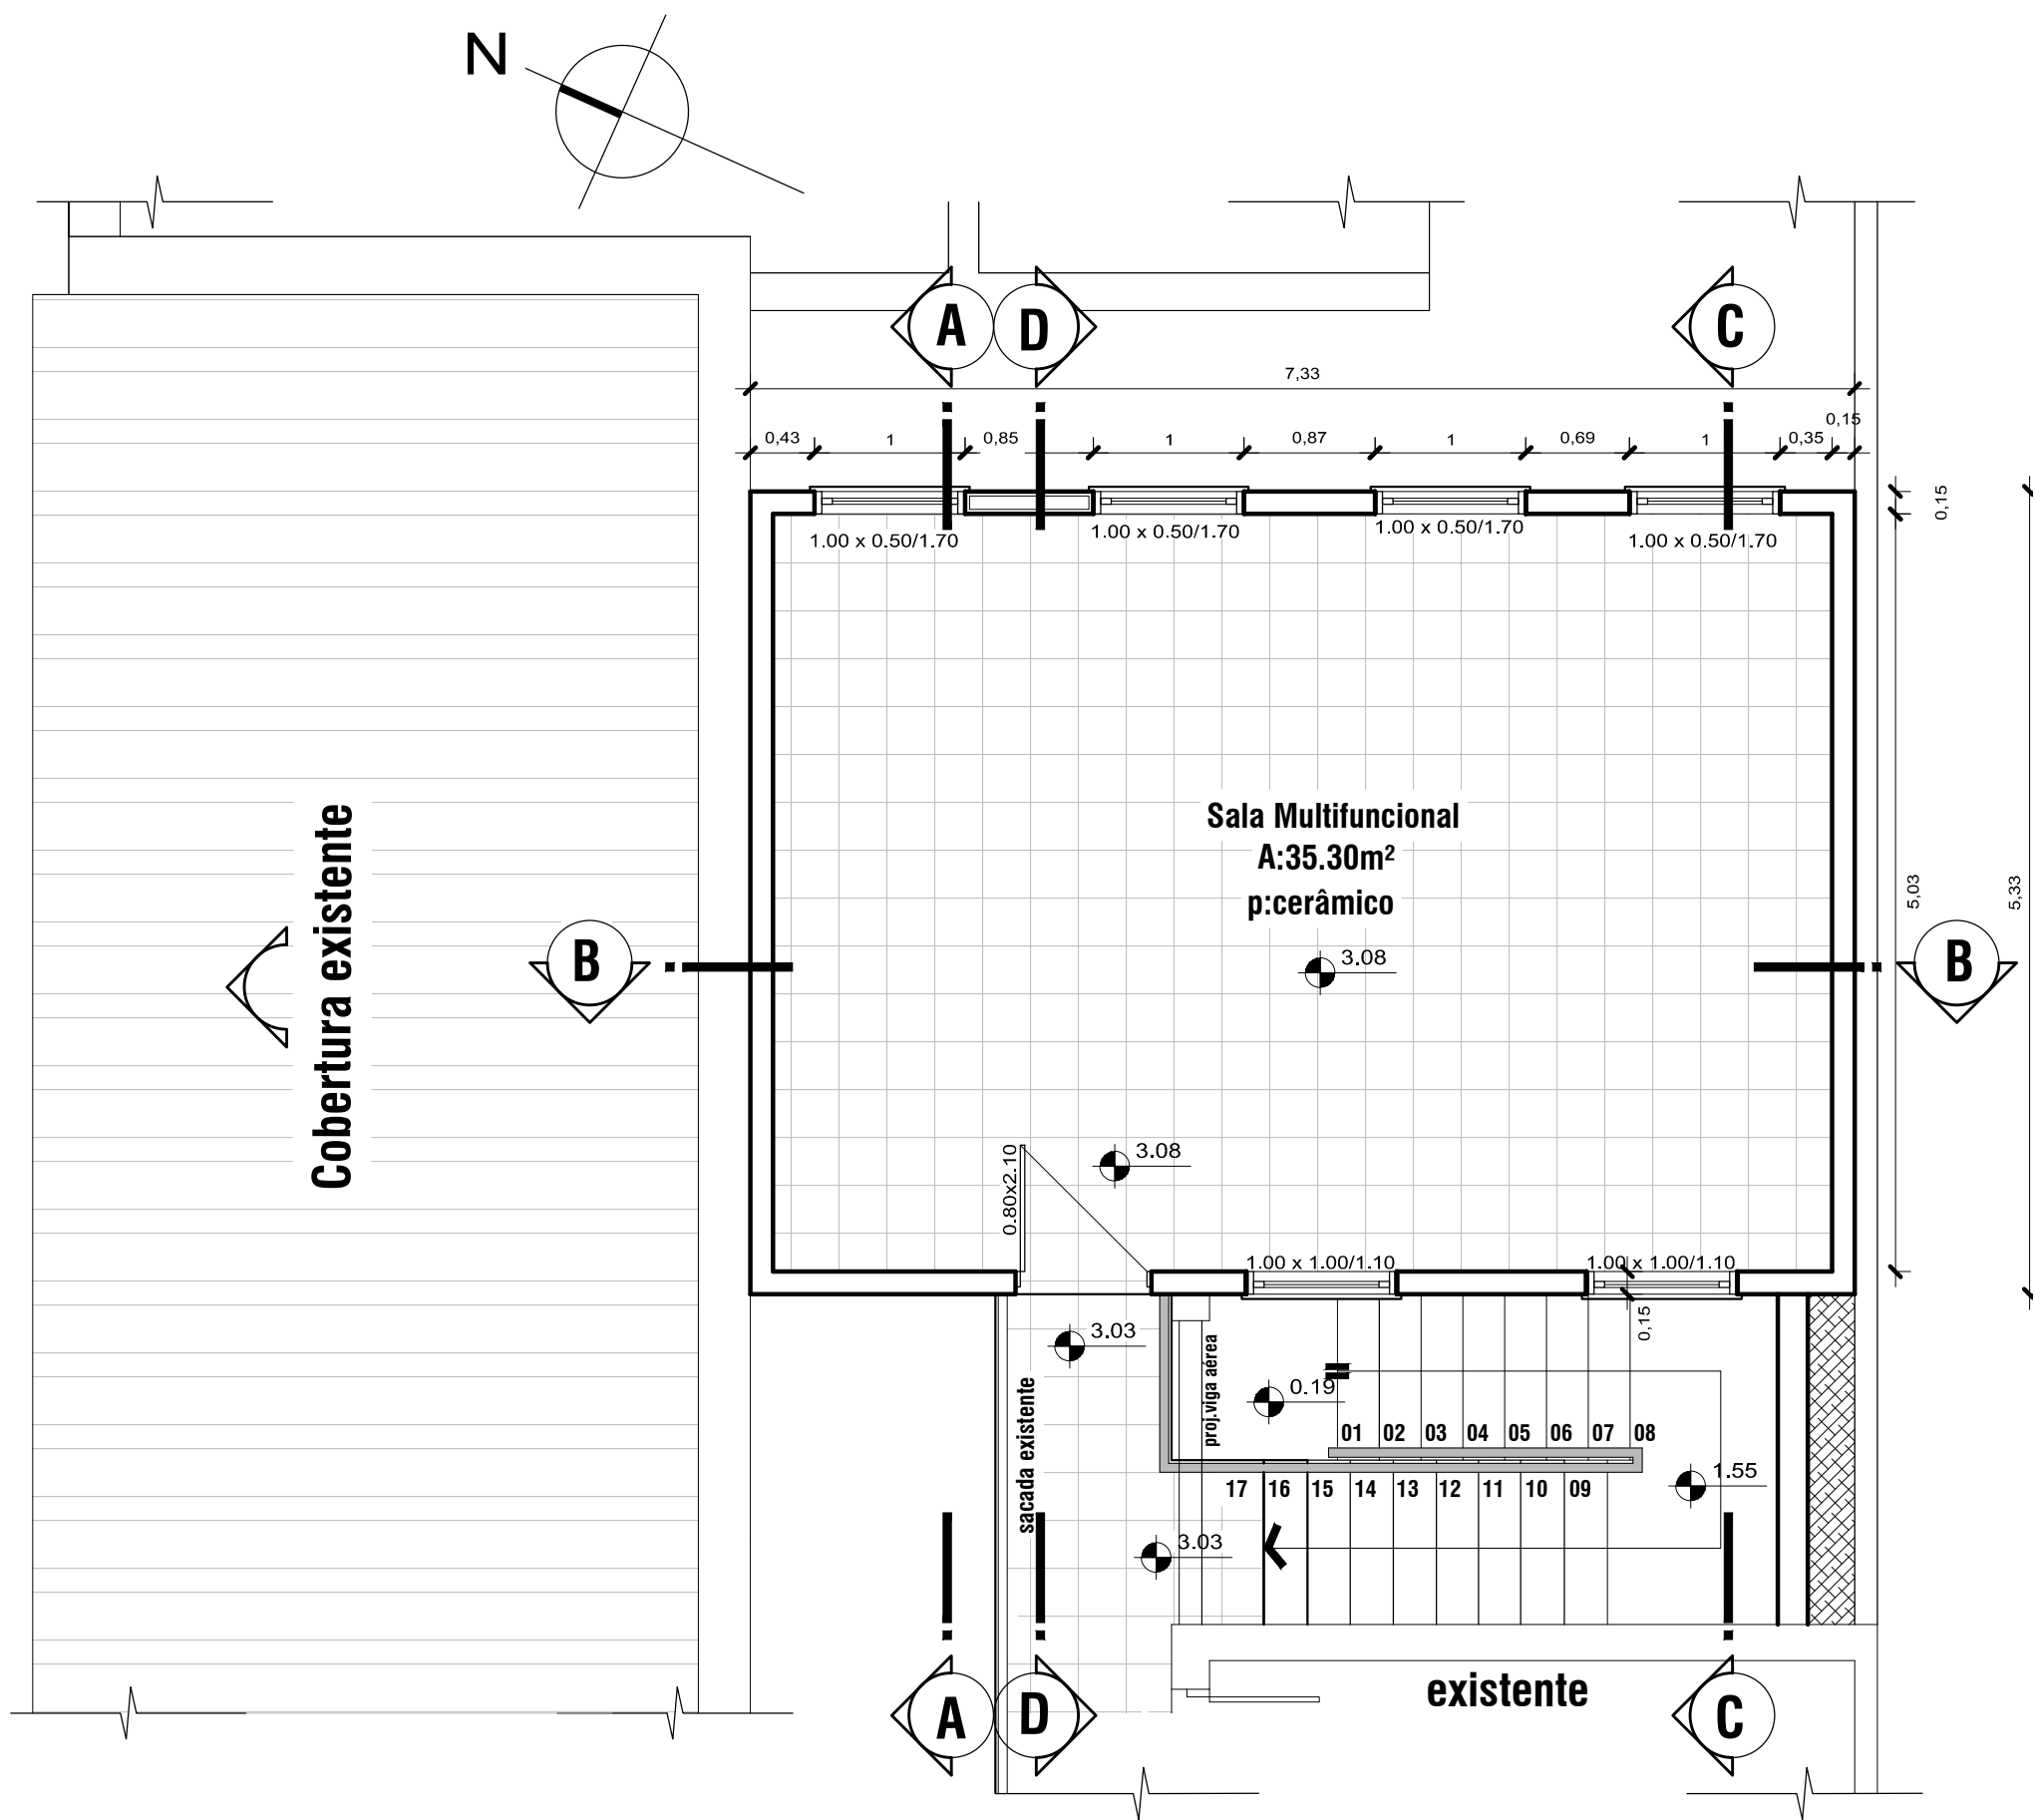 N
A
D
C
7,33
0,15
0,43
1
0,85
1
0,87
1
0,69
1
0,35
0,15
1.00 x 0.50/1.70
1.00 x 0.50/1.70
1.00 x 0.50/1.70
1.00 x 0.50/1.70
Sala Multifuncional
A:35.30m²
p:cerâmico
3.08
Cobertura existente
B
B
5,03
5,33
3.08
0.80x2.10
1.00 x 1.00/1.10
1.00 x 1.00/1.10
0,15
3.03
proj.viga aérea
0.19
sacada existente
01 02 03 04 05 06 07 08
17 16 15 14 13 12 11 10 09
1.55
3.03
existente
A
D
C